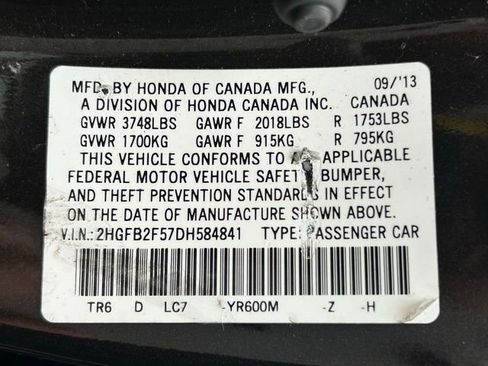 MFD. BY HONDA OF CANADA MFG., 09/'13
A DIVISION OF HONDA CANADA INC. CANADA
GVWR 3748LBS GAWR F 2018LBS R 1753LBS
GVWR 1700KG GAWR F 915KG R 795KG
THIS VEHICLE CONFORMS TO APPLICABLE
FEDERAL MOTOR VEHICLE SAFETY BUMPER,
AND THEFT PREVENTION STANDARDS IN EFFECT
ON THE DATE OF MANUFACTURE SHOWN ABOVE.
V.I.N.: 2HGFB2F57DH584841 TYPE: PASSENGER CAR
TR6 D LC7 -YR600M -Z -H